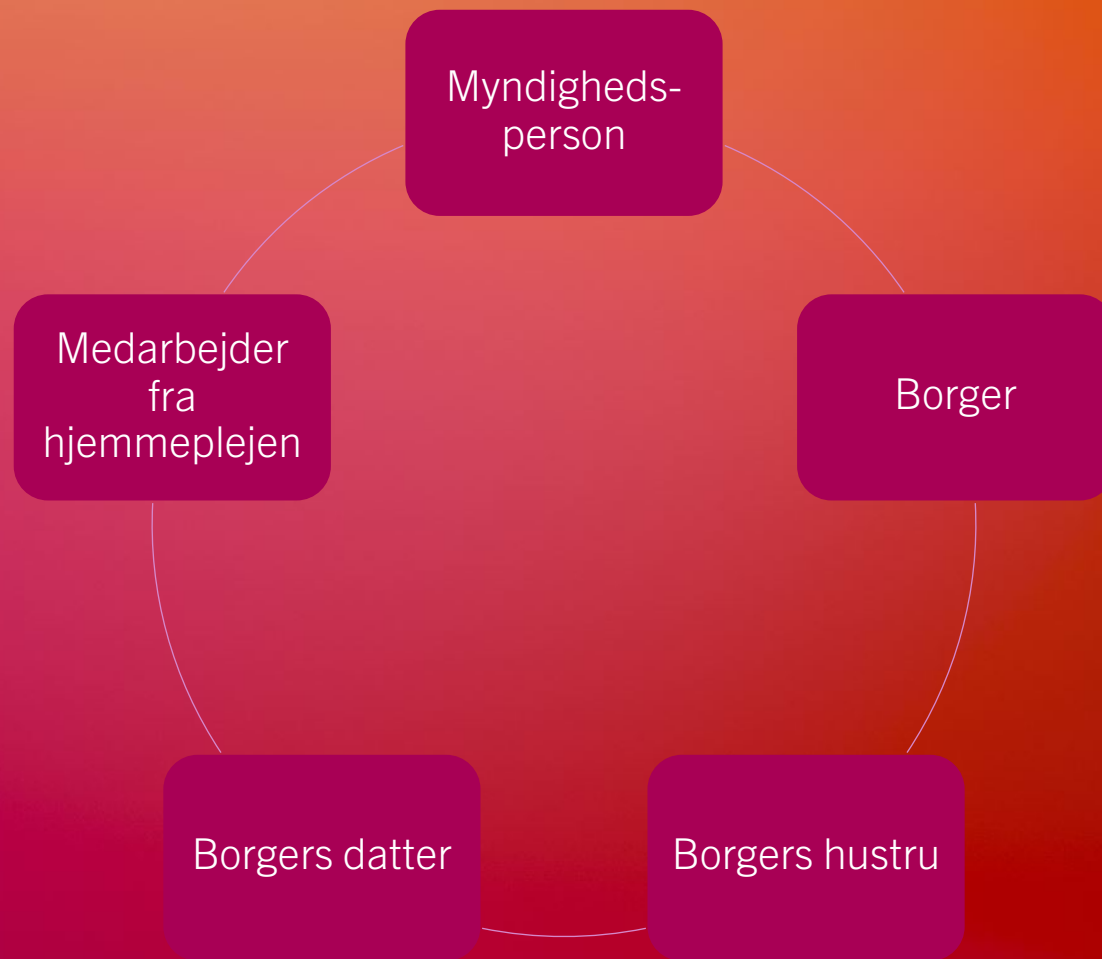 Myndigheds-
person
Borger
Borgers hustru
Borgers datter
Medarbejder
fra
hjemmeplejen